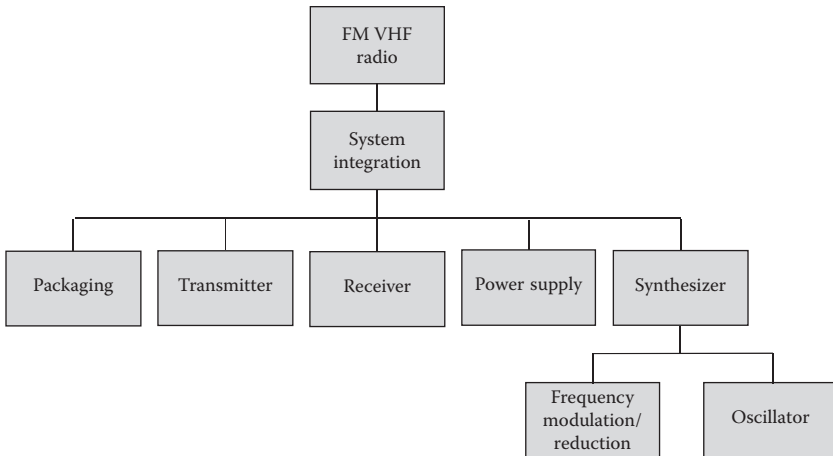 FM VHF
radio
System
integration
Packaging
Transmitter
Receiver
Power supply
Synthesizer
Frequency
modulation/
reduction
Oscillator